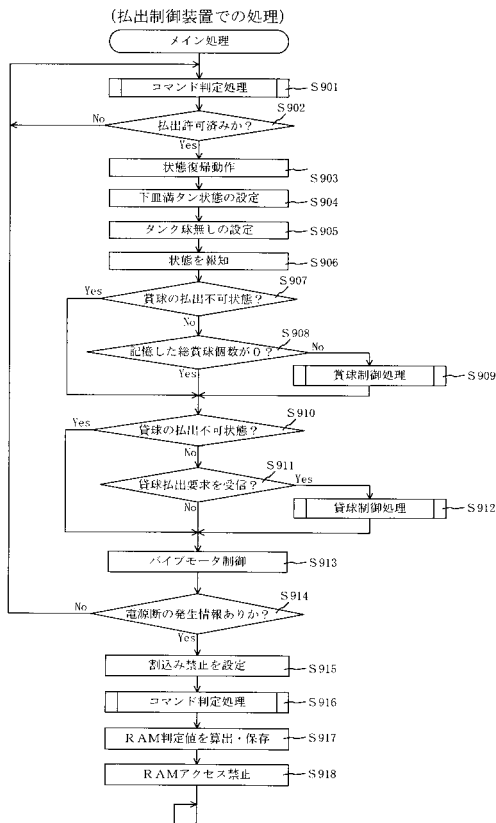 (払出制御装置での処理)
メイン処理
コマンド判定処理
S901
S902
No
払出許可済みか?
Yes
状態復帰動作
S903
下皿満タン状態の設定
S904
タンク球無しの設定
S905
状態を報知
S906
S907
Yes
賞球の払出不可状態?
No
S908
記憶した総賞球個数が0?
No
Yes
賞球制御処理
S909
S910
Yes
貸球の払出不可状態?
No
S911
貸球払出要求を受信?
Yes
No
貸球制御処理
S912
バイブモータ制御
S913
S914
No
電源断の発生情報ありか?
Yes
割込み禁止を設定
S915
コマンド判定処理
S916
RAM判定値を算出・保存
S917
RAMアクセス禁止
S918